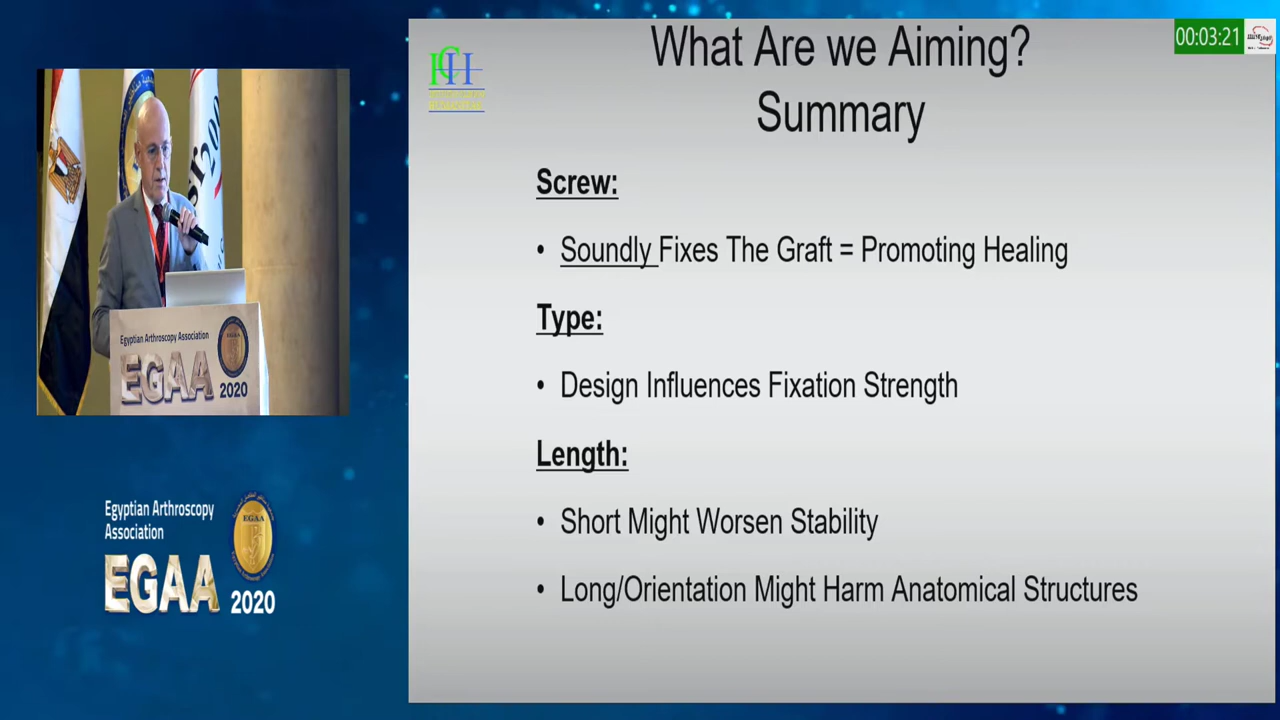 What Are we Aiming?
Summary
00:03:21
Screw:
• Soundly Fixes The Graft = Promoting Healing
Type:
• Design Influences Fixation Strength
Length:
• Short Might Worsen Stability
• Long/Orientation Might Harm Anatomical Structures
Egyptian Arthroscopy Association
EGAA
2020
Egyptian Arthroscopy
Association
EGAA
EGAA
2020